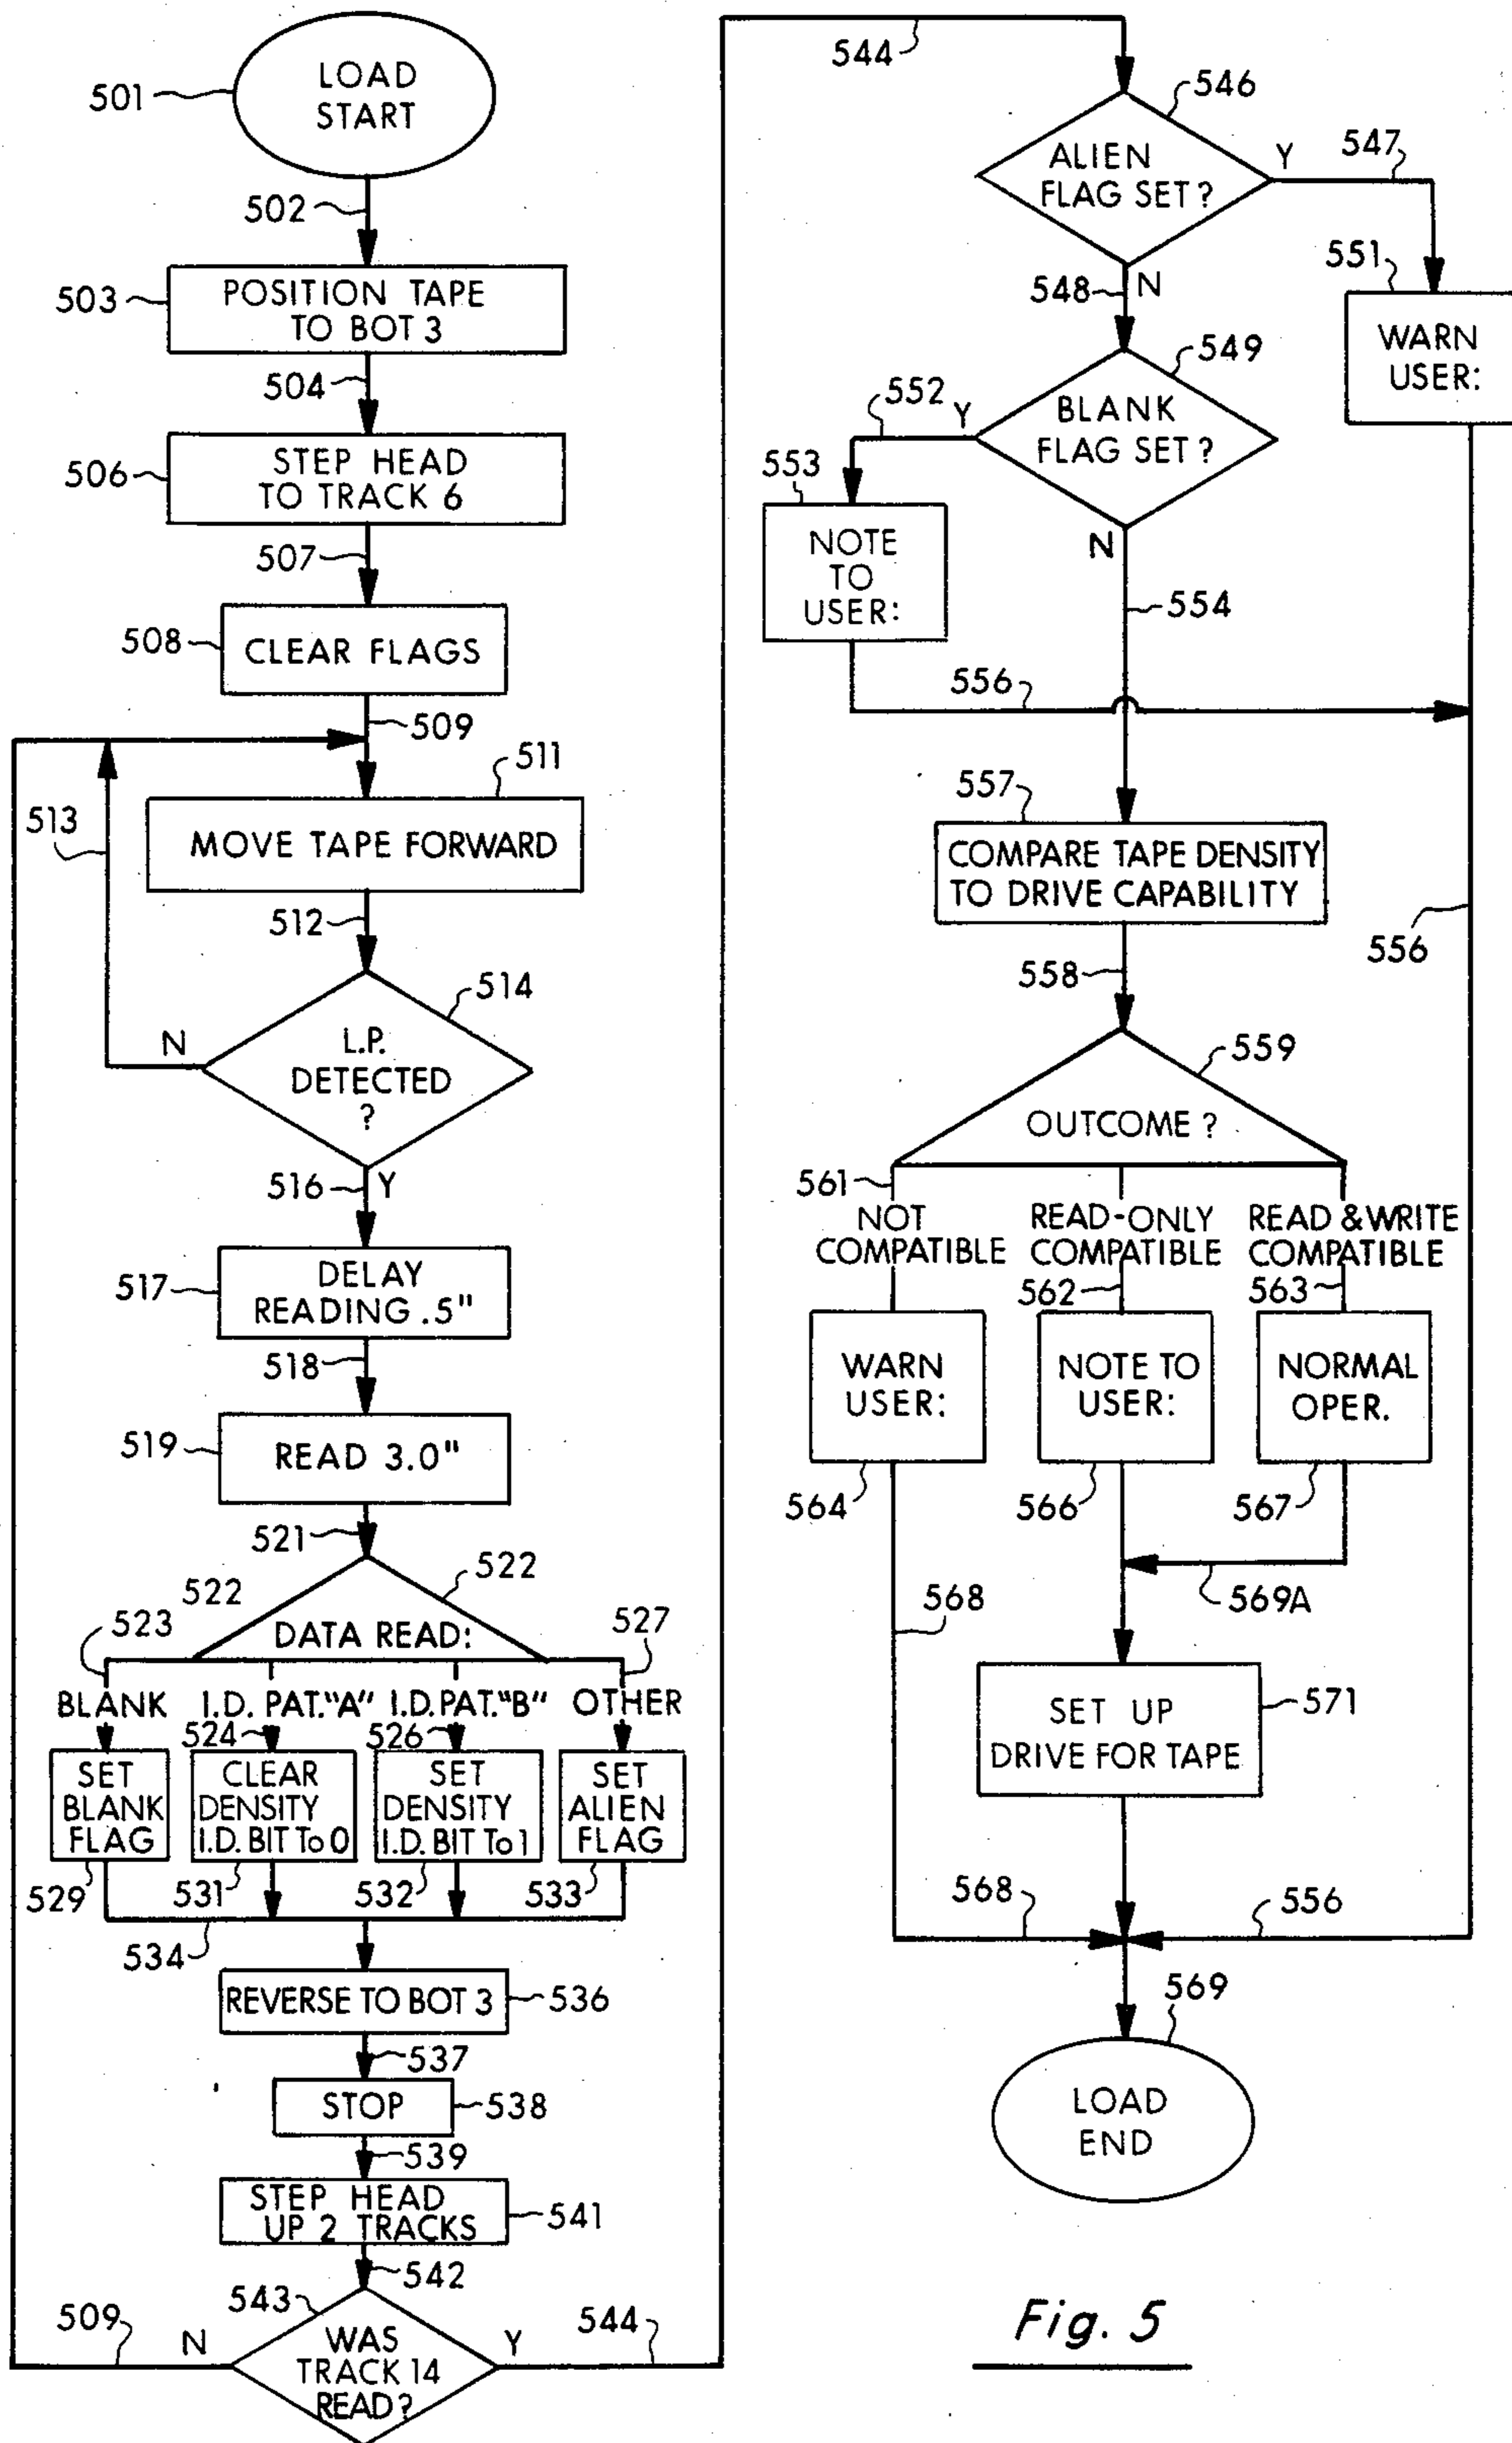 501
LOAD
START
502
503
POSITION TAPE
TO BOT 3
504
506
STEP HEAD
TO TRACK 6
507
508
CLEAR FLAGS
509
511
513
MOVE TAPE FORWARD
512
514
N
L.P.
DETECTED
?
516
Y
517
DELAY
READING .5"
518
519
READ 3.0"
521
522
522
523
DATA READ:
527
BLANK
I.D. PAT."A"
I.D. PAT."B"
OTHER
524
526
SET
BLANK
FLAG
CLEAR
DENSITY
I.D. BIT To 0
SET
DENSITY
I.D. BIT To 1
SET
ALIEN
FLAG
529
531
532
533
534
REVERSE TO BOT 3
536
537
STOP
538
539
STEP HEAD
UP 2 TRACKS
541
542
543
509
N
WAS
TRACK 14
READ?
Y
544
544
546
ALIEN
FLAG SET?
Y
547
548
N
551
WARN
USER:
549
552
Y
BLANK
FLAG SET?
553
NOTE
TO
USER:
N
554
556
557
COMPARE TAPE DENSITY
TO DRIVE CAPABILITY
556
558
559
OUTCOME ?
561
NOT
COMPATIBLE
READ-ONLY
COMPATIBLE
READ & WRITE
COMPATIBLE
562
563
WARN
USER:
NOTE TO
USER:
NORMAL
OPER.
564
566
567
568
569A
SET UP
DRIVE FOR TAPE
571
568
556
569
LOAD
END
Fig. 5